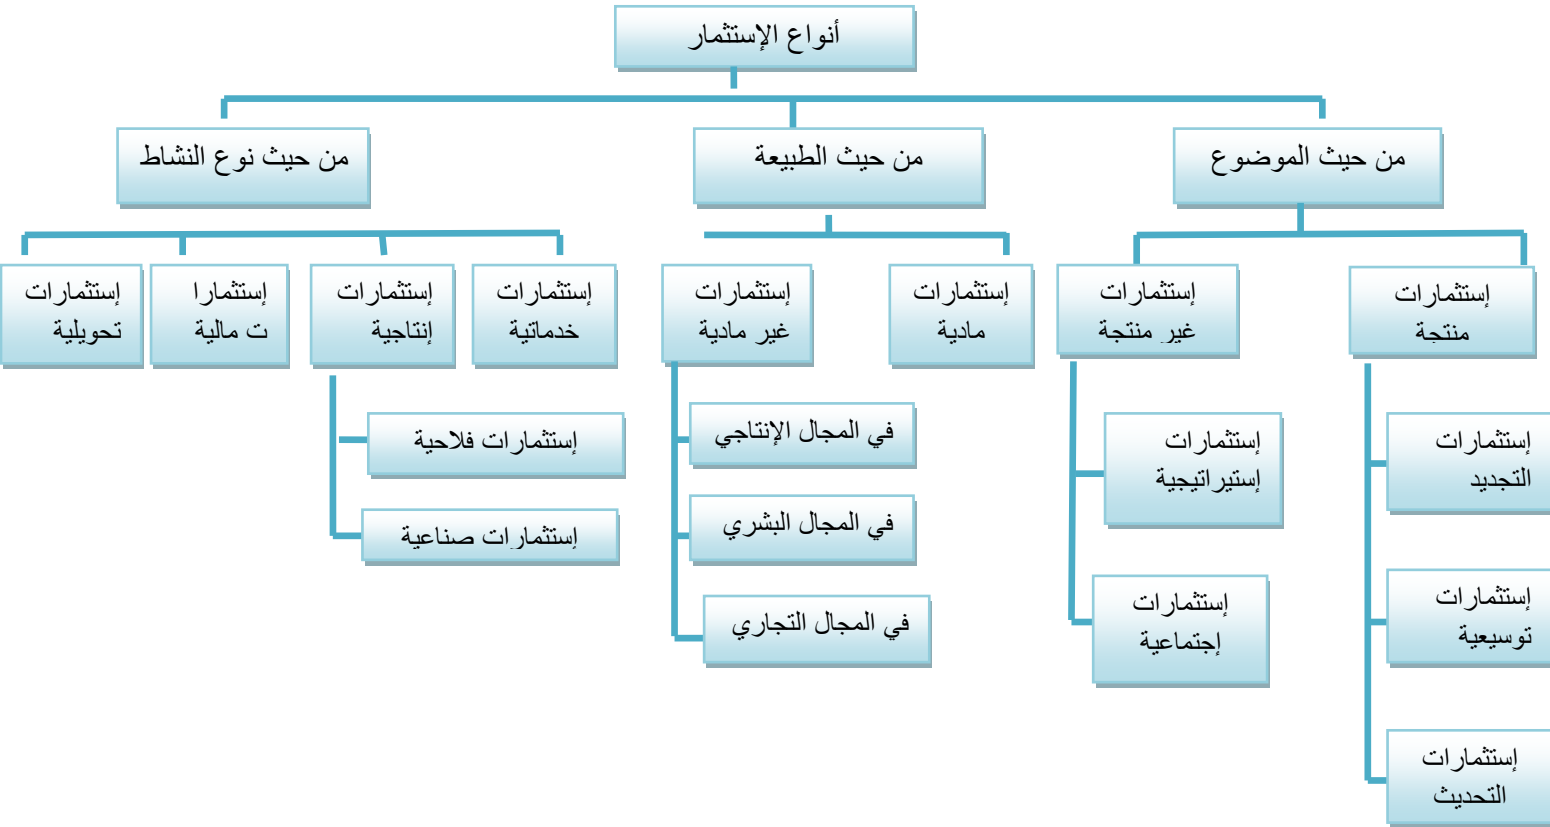 أنواع الإستثمار
من حيث الموضوع
من حيث الطبيعة
من حيث نوع النشاط
إستثمارات
منتجة
إستثمارات
غير منتجة
إستثمارات
مادية
إستثمارات
غير مادية
إستثمارات
خدماتية
إستثمارات
إنتاجية
إستثمارا
ت مالية
إستثمارات
تحويلية
إستثمارات
التجديد
إستثمارات
توسيعية
إستثمارات
التحديث
إستثمارات
إستيراتيجية
إستثمارات
إجتماعية
في المجال الإنتاجي
في المجال البشري
في المجال التجاري
إستثمارات فلاحية
إستثمارات صناعية